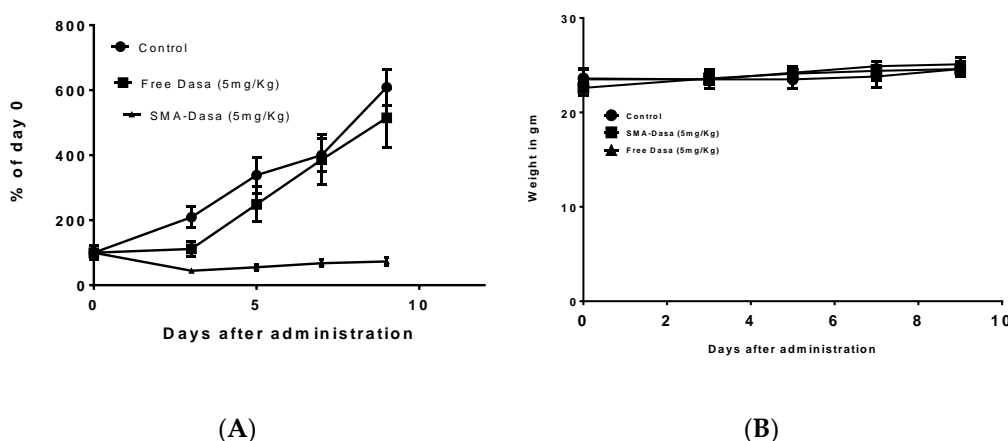 800
600
400
200
0
% of day 0
Control
Free Dasa (5mg/Kg)
SMA-Dasa (5mg/Kg)
0 5 10
Days after administration
(A)
30
20
10
0
Weight in gm
Control
SMA-Dasa (5mg/Kg)
Free Dasa (5mg/Kg)
0 2 4 6 8 10
Days after administration
(B)